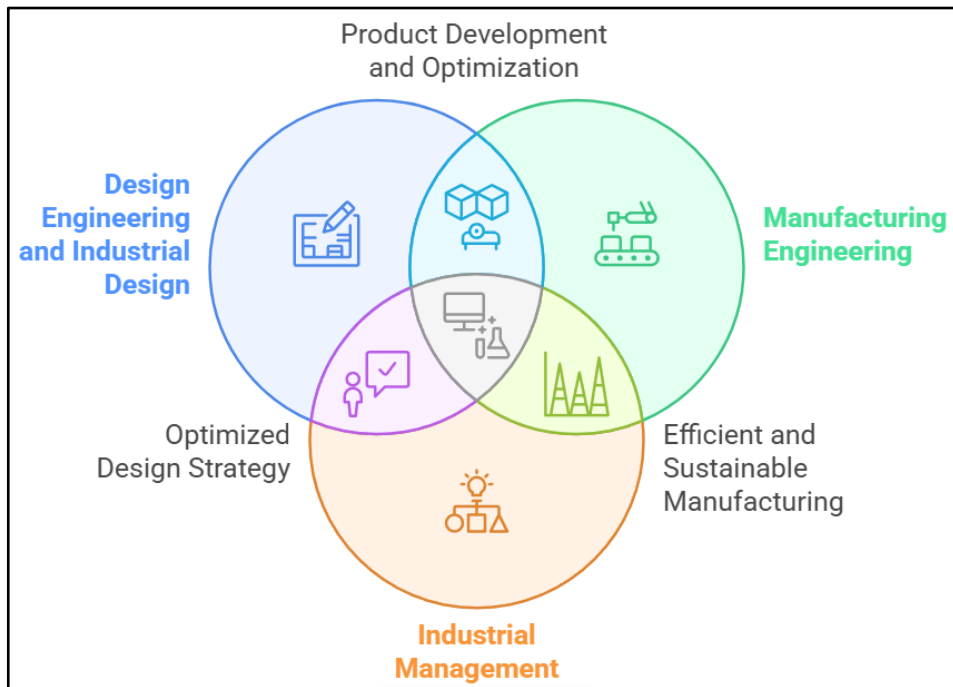 Product Development
and Optimization
Design
Engineering
and Industrial
Design
Manufacturing
Engineering
Optimized
Design Strategy
Efficient and
Sustainable
Manufacturing
Industrial
Management